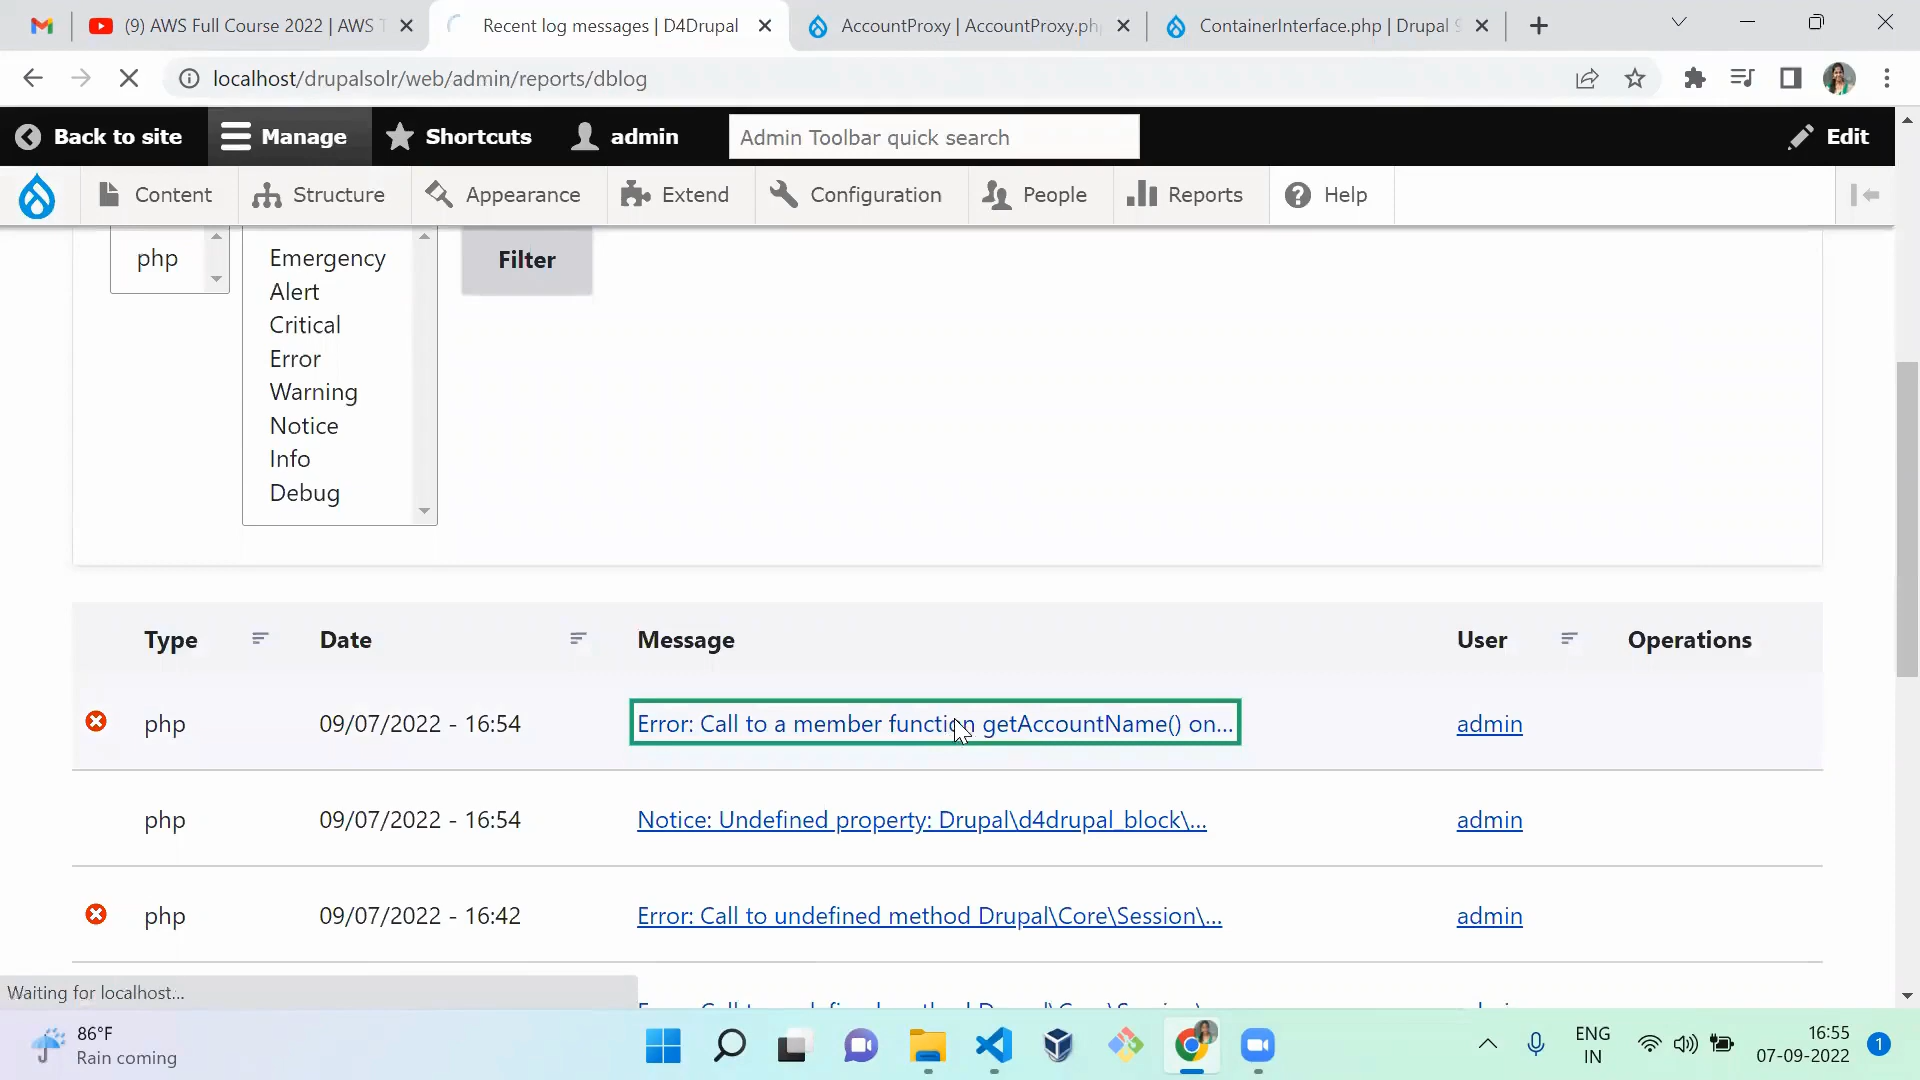 (9) AWS Full Course 2022 | AWS T
Recent log messages | D4Drupal
AccountProxy | AccountProxy.ph
ContainerInterface.php | Drupal 9
localhost/drupalsolr/web/admin/reports/dblog
Back to site
Manage
Shortcuts
admin
Admin Toolbar quick search
Edit
Content
Structure
Appearance
Extend
Configuration
People
Reports
Help
php
Emergency
Alert
Critical
Error
Warning
Notice
Info
Debug
Filter
Type Date Message User Operations
php 09/07/2022 - 16:54 Error: Call to a member function getAccountName() on... admin
php 09/07/2022 - 16:54 Notice: Undefined property: Drupal\d4drupal_block\... admin
php 09/07/2022 - 16:42 Error: Call to undefined method Drupal\Core\Session\... admin
Waiting for localhost...
86°F
Rain coming
ENG
IN
16:55
07-09-2022
1